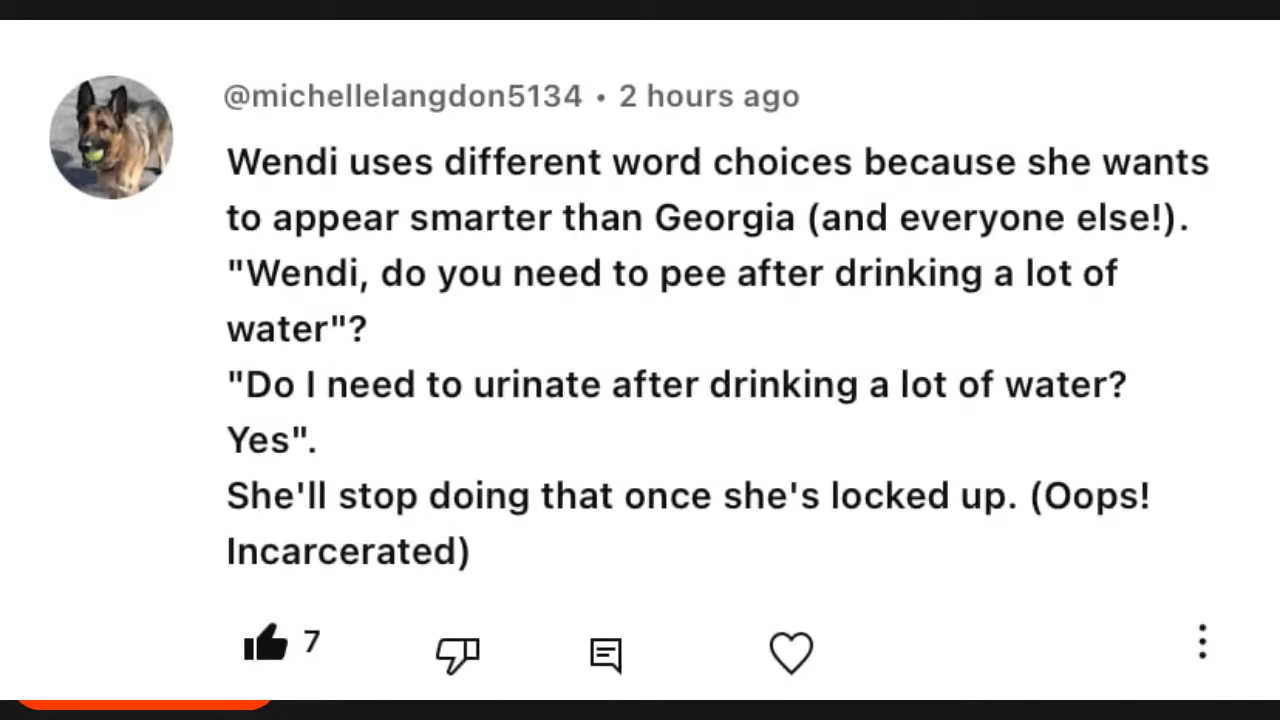 @michellelangdon5134 • 2 hours ago
Wendi uses different word choices because she wants
to appear smarter than Georgia (and everyone else!).
"Wendi, do you need to pee after drinking a lot of
water"?
"Do I need to urinate after drinking a lot of water?
Yes".
She'll stop doing that once she's locked up. (Oops!
Incarcerated)
7